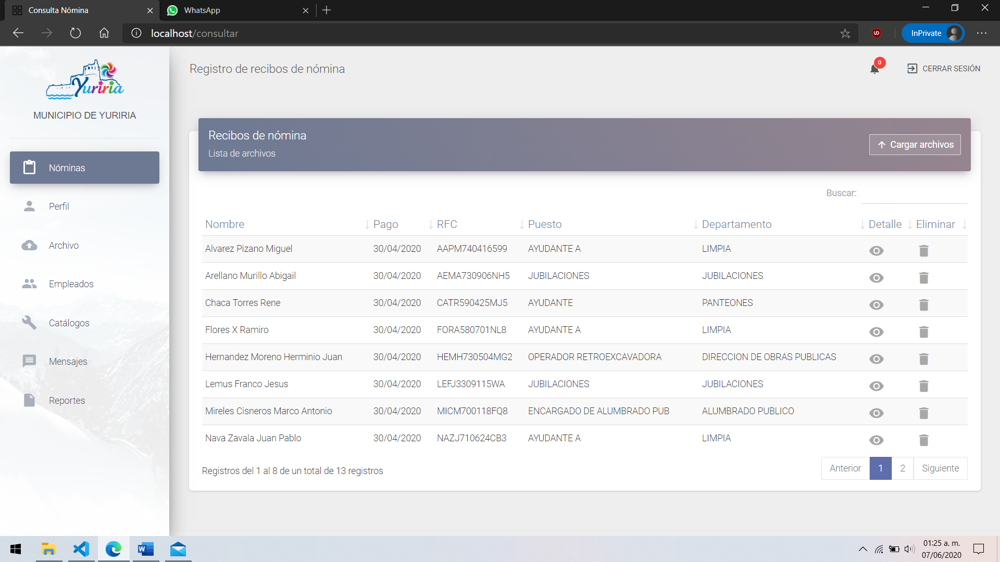 Consulta Nómina
WhatsApp
localhost/consultar
InPrivate
Yuriria
MUNICIPIO DE YURIRIA
Nóminas
Perfil
Archivo
Empleados
Catálogos
Mensajes
Reportes
Registro de recibos de nómina
0
CERRAR SESIÓN
Recibos de nómina
Lista de archivos
Cargar archivos
Buscar:
Nombre Pago RFC Puesto Departamento Detalle Eliminar
Alvarez Pizano Miguel 30/04/2020 AAPM740416599 AYUDANTE A LIMPIA
Arellano Murillo Abigail 30/04/2020 AEMA730906NH5 JUBILACIONES JUBILACIONES
Chaca Torres Rene 30/04/2020 CATR590425MJ5 AYUDANTE PANTEONES
Flores X Ramiro 30/04/2020 FORA580701NL8 AYUDANTE A LIMPIA
Hernandez Moreno Herminio Juan 30/04/2020 HEMH730504MG2 OPERADOR RETROEXCAVADORA DIRECCION DE OBRAS PUBLICAS
Lemus Franco Jesus 30/04/2020 LEFJ3309115WA JUBILACIONES JUBILACIONES
Mireles Cisneros Marco Antonio 30/04/2020 MICM700118FQ8 ENCARGADO DE ALUMBRADO PUB ALUMBRADO PUBLICO
Nava Zavala Juan Pablo 30/04/2020 NAZJ710624CB3 AYUDANTE A LIMPIA
Registros del 1 al 8 de un total de 13 registros
Anterior 1 2 Siguiente
01:25 a. m.
07/06/2020